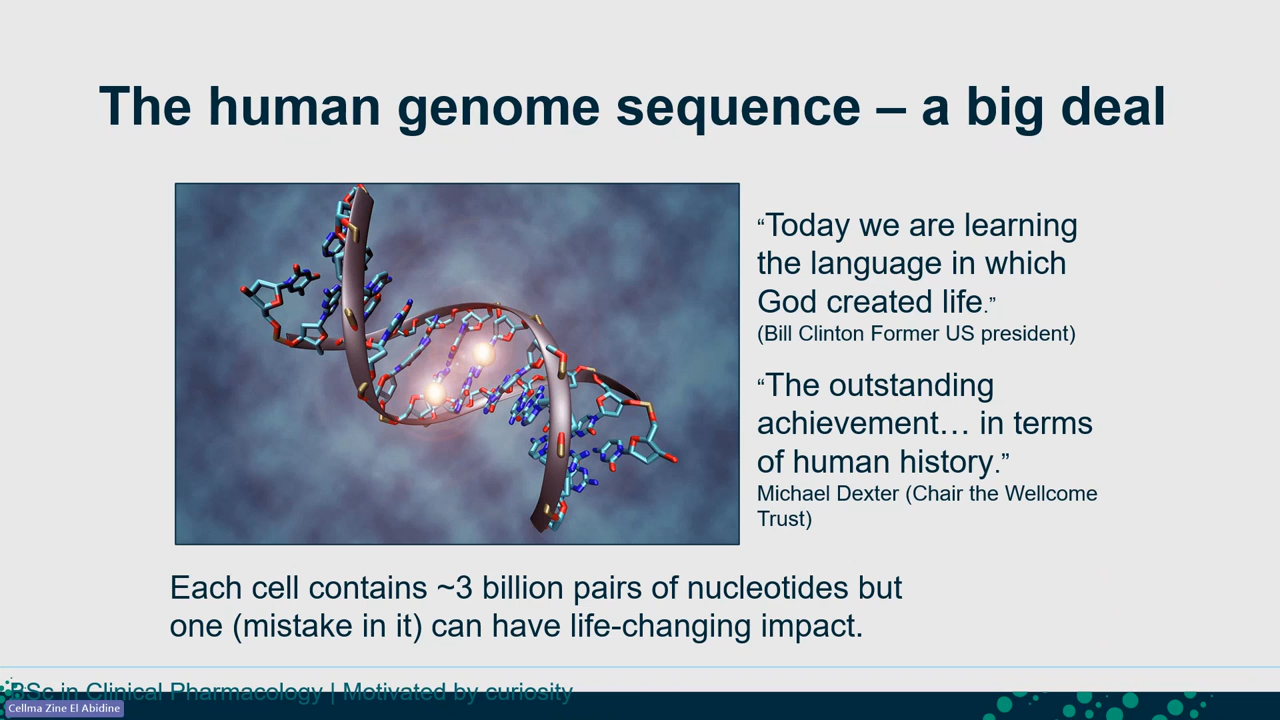 The human genome sequence – a big deal
“Today we are learning
the language in which
God created life.”
(Bill Clinton Former US president)
“The outstanding
achievement… in terms
of human history.”
Michael Dexter (Chair the Wellcome
Trust)
Each cell contains ~3 billion pairs of nucleotides but
one (mistake in it) can have life-changing impact.
BSc in Clinical Pharmacology | Motivated by curiosity
Cellma Zine El Abidine